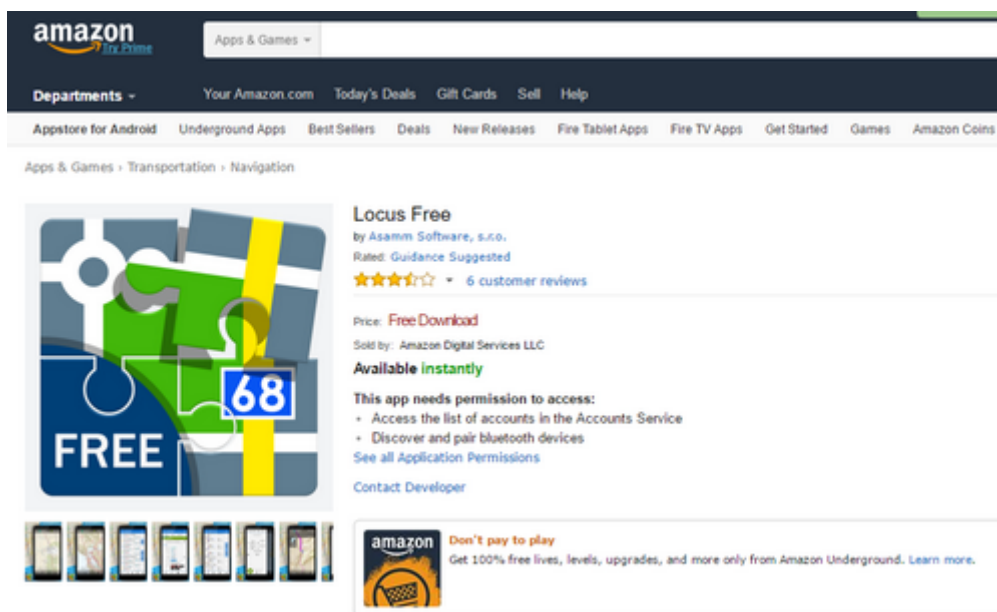 amazon
Try Prime
Apps & Games
Departments
Your Amazon.com Today's Deals Gift Cards Sell Help
Appstore for Android Underground Apps Best Sellers Deals New Releases Fire Tablet Apps Fire TV Apps Get Started Games Amazon Coins
Apps & Games › Transportation › Navigation
Locus Free
by Asamm Software, s.r.o.
Rated: Guidance Suggested
6 customer reviews
Price: Free Download
Sold by: Amazon Digital Services LLC
Available instantly
This app needs permission to access:
• Access the list of accounts in the Accounts Service
• Discover and pair bluetooth devices
See all Application Permissions
Contact Developer
68
FREE
amazon
Don't pay to play
Get 100% free lives, levels, upgrades, and more only from Amazon Underground. Learn more.